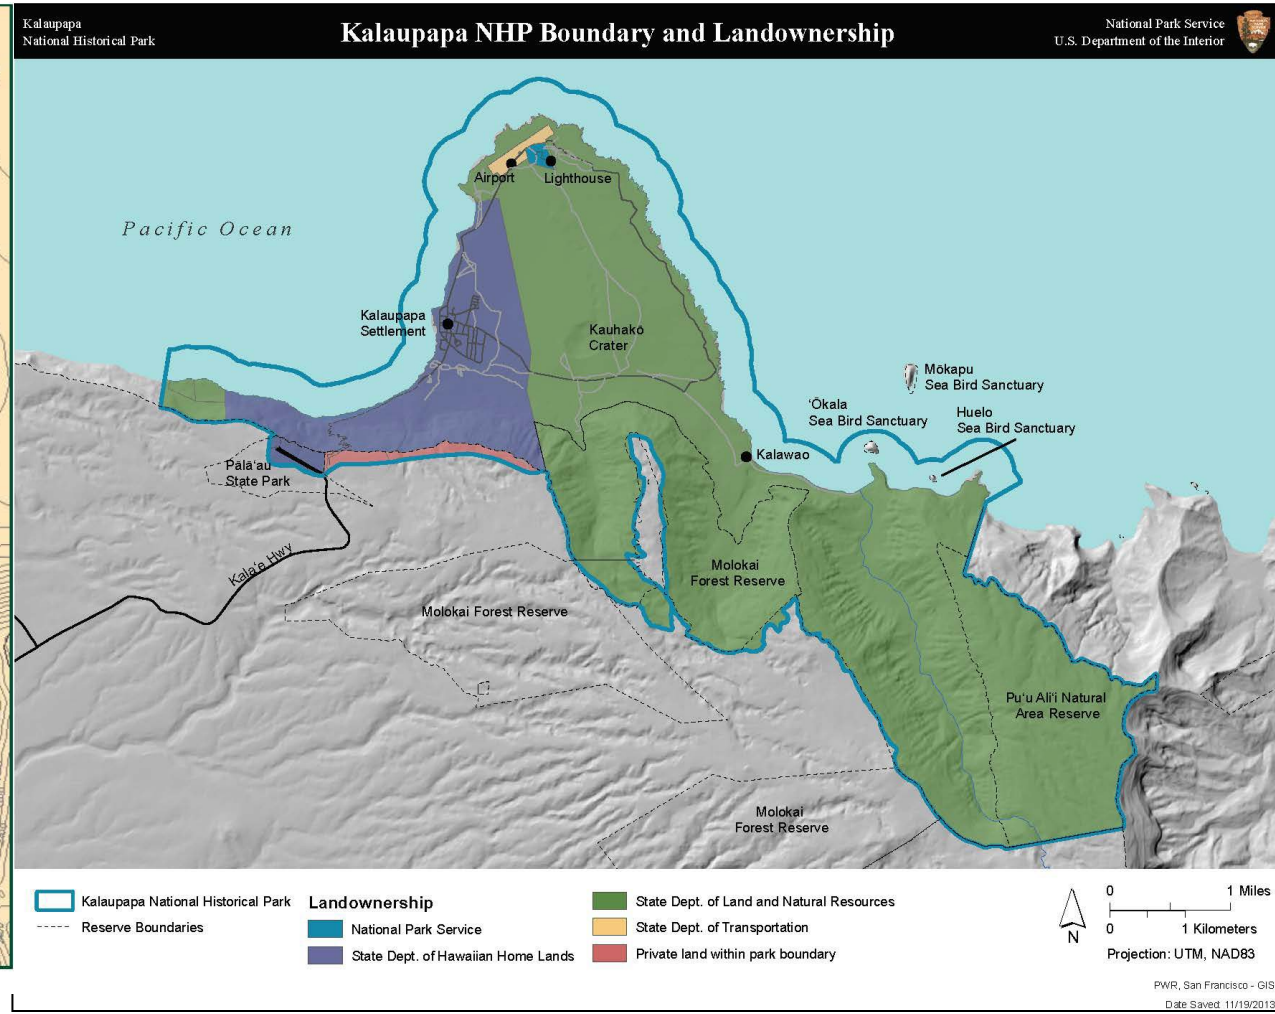 Kalaupapa
National Historical Park
Kalaupapa NHP Boundary and Landownership
National Park Service
U.S. Department of the Interior
Airport
Lighthouse
Pacific Ocean
Kalaupapa
Settlement
Kauhakō
Crater
Mōkapu
Sea Bird Sanctuary
ʻŌkala
Sea Bird Sanctuary
Huelo
Sea Bird Sanctuary
Kalawao
Pālāʻau
State Park
Kalaʻe Hwy
Molokai
Forest Reserve
Molokai Forest Reserve
Puʻu Aliʻi Natural
Area Reserve
Molokai
Forest Reserve
Kalaupapa National Historical Park
Reserve Boundaries
Landownership
National Park Service
State Dept. of Hawaiian Home Lands
State Dept. of Land and Natural Resources
State Dept. of Transportation
Private land within park boundary
N
0 1 Miles
0 1 Kilometers
Projection: UTM, NAD83
PWR, San Francisco - GIS
Date Saved: 11/19/2013